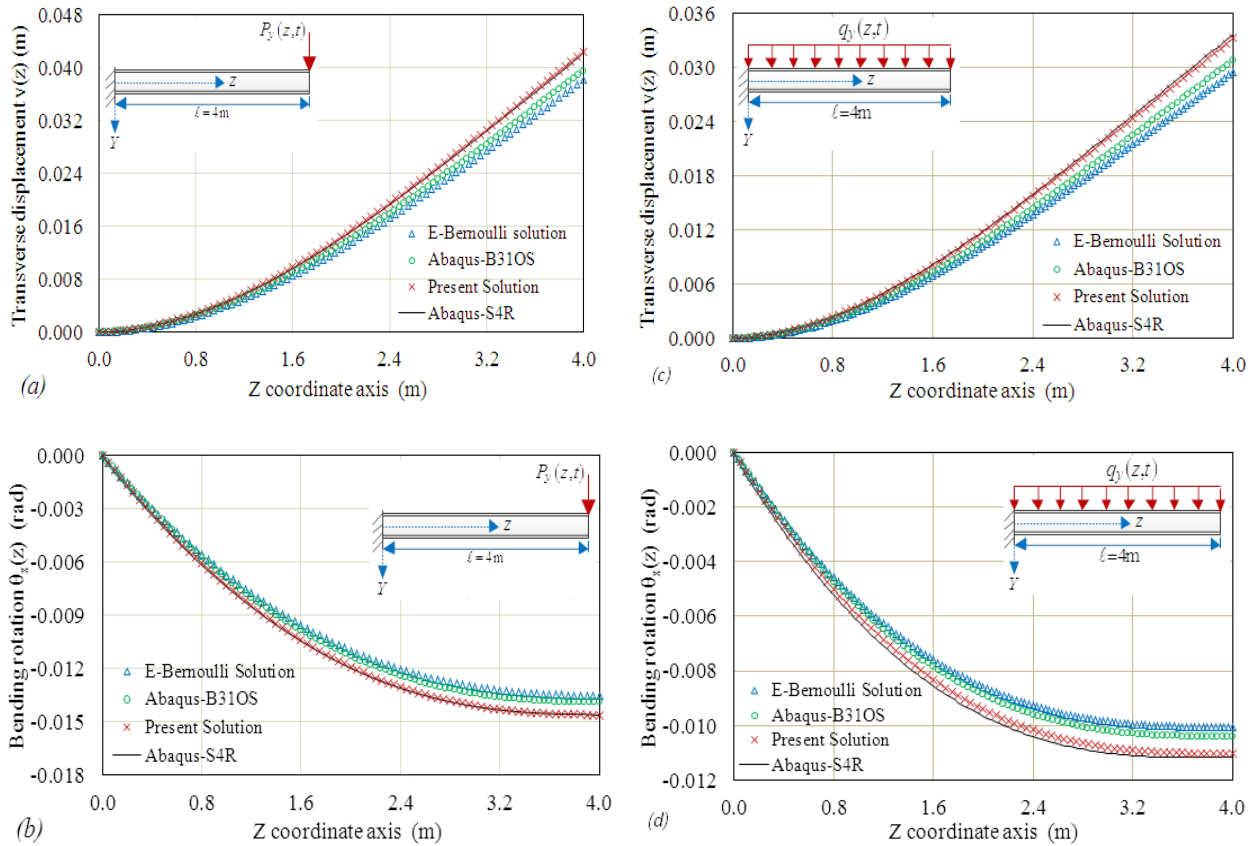 Transverse displacement v(z) (m)
0.048
0.040
0.032
0.024
0.016
0.008
0.000
P_y(z,t)
z
ℓ = 4m
Y
E-Bernoulli solution
Abaqus-B31OS
Present Solution
Abaqus-S4R
0.0 0.8 1.6 2.4 3.2 4.0
Z coordinate axis (m)
(a)
Transverse displacement v(z) (m)
0.036
0.030
0.024
0.018
0.012
0.006
0.000
q_y(z,t)
z
ℓ=4m
Y
E-Bernoulli Solution
Abaqus-B31OS
Present Solution
Abaqus-S4R
0.0 0.8 1.6 2.4 3.2 4.0
Z coordinate axis (m)
(c)
Bending rotation θ_x(z) (rad)
0.000
-0.003
-0.006
-0.009
-0.012
-0.015
-0.018
P_y(z,t)
z
ℓ = 4m
Y
E-Bernoulli Solution
Abaqus-B31OS
Present Solution
Abaqus-S4R
0.0 0.8 1.6 2.4 3.2 4.0
Z coordinate axis (m)
(b)
Bending rotation θ_x(z) (rad)
0.000
-0.002
-0.004
-0.006
-0.008
-0.010
-0.012
q_y(z,t)
z
ℓ=4m
Y
E-Bernoulli Solution
Abaqus-B31OS
Present Solution
Abaqus-S4R
0.0 0.8 1.6 2.4 3.2 4.0
Z coordinate axis (m)
(d)